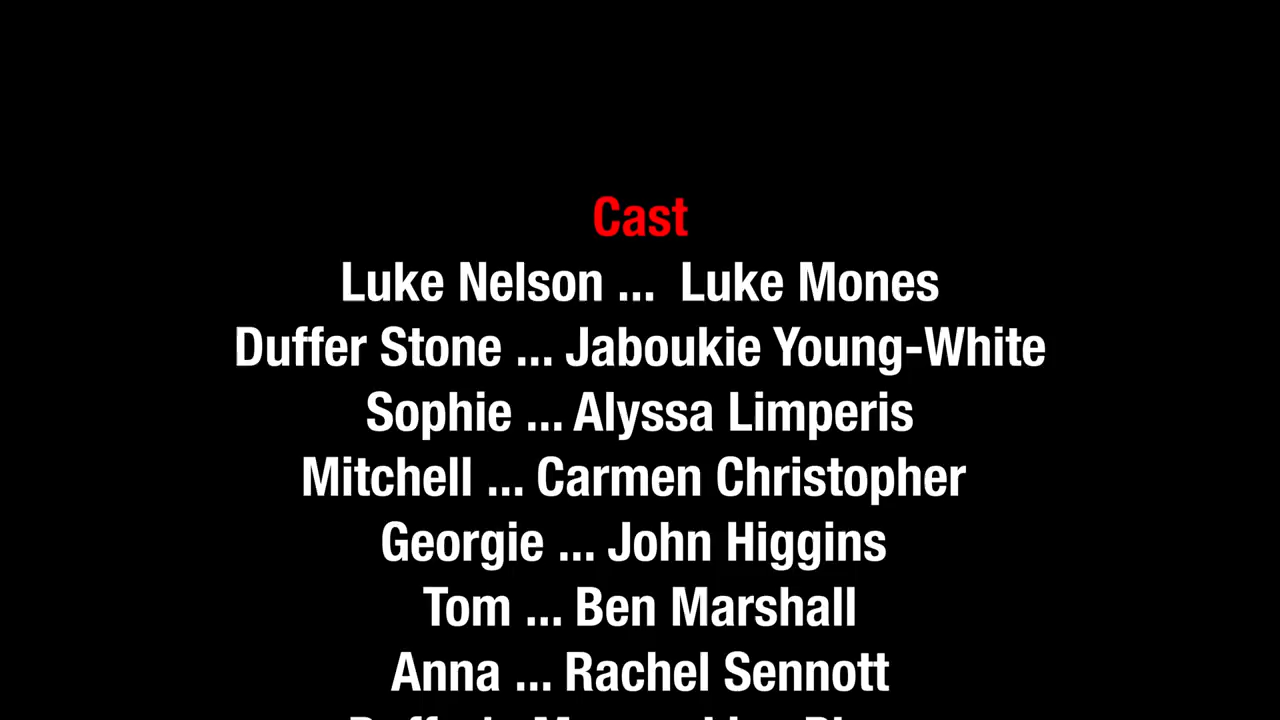 Cast
Luke Nelson ... Luke Mones
Duffer Stone ... Jaboukie Young-White
Sophie ... Alyssa Limperis
Mitchell ... Carmen Christopher
Georgie ... John Higgins
Tom ... Ben Marshall
Anna ... Rachel Sennott